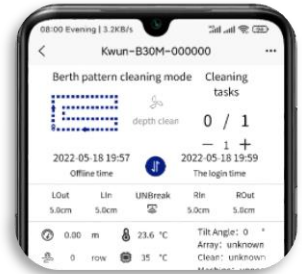 08:00 Evening | 3.2KB/s
Kwun-B30M-000000
Berth pattern cleaning mode
Cleaning tasks
depth clean
0 / 1
— 1 +
2022-05-18 19:57
Offline time
2022-05-18 19:59
The login time
LOut LIn UNBreak RIn ROut
5.0cm 5.0cm 5.0cm 5.0cm
0.00 m 23.6 °C Tilt Angle: 0 °
Array: unknown
0 row 35 °C Clean: unknown
Machine: unknown